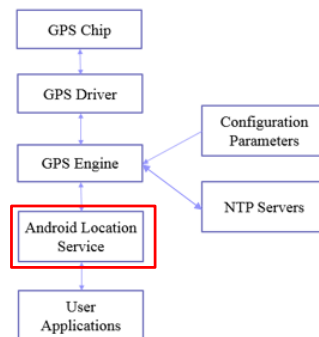 GPS Chip
GPS Driver
Configuration
Parameters
GPS Engine
NTP Servers
Android Location
Service
User
Applications